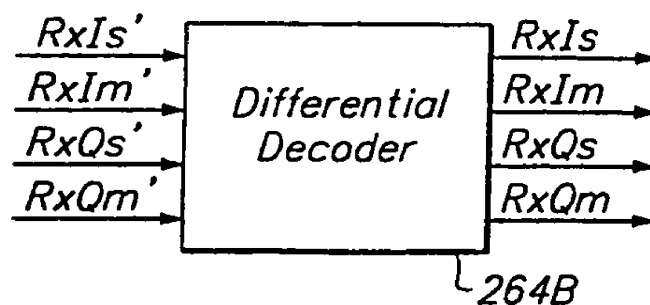 RxIs'
RxIm'
RxQs'
RxQm'
Differential
Decoder
RxIs
RxIm
RxQs
RxQm
264B